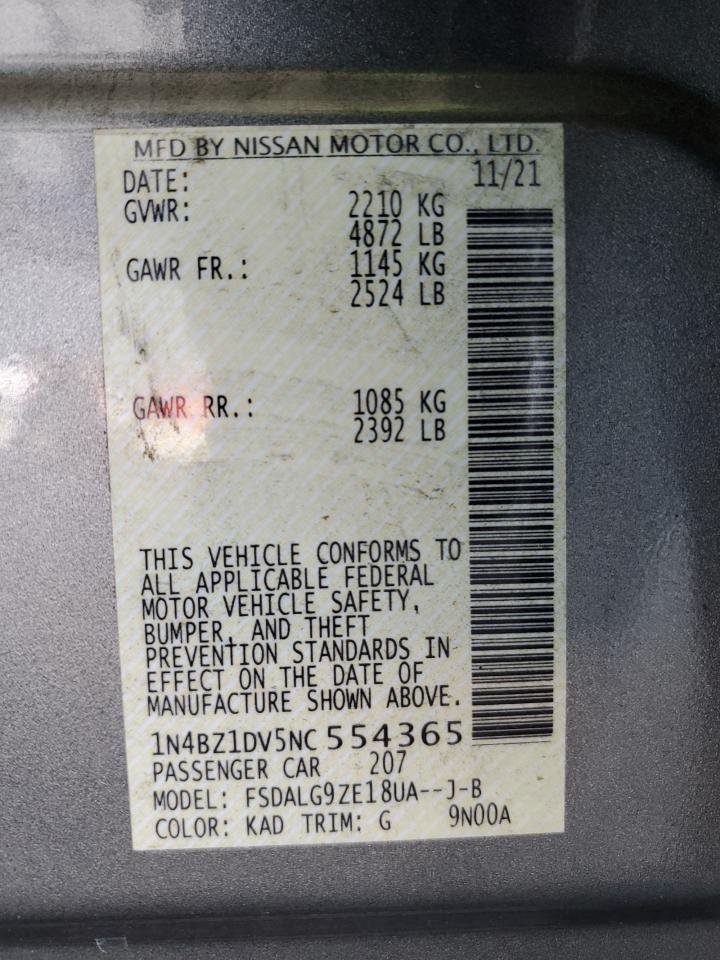 MFD BY NISSAN MOTOR CO., LTD.
DATE: 11/21
GVWR: 2210 KG
4872 LB
GAWR FR.: 1145 KG
2524 LB
GAWR RR.: 1085 KG
2392 LB
THIS VEHICLE CONFORMS TO
ALL APPLICABLE FEDERAL
MOTOR VEHICLE SAFETY,
BUMPER, AND THEFT
PREVENTION STANDARDS IN
EFFECT ON THE DATE OF
MANUFACTURE SHOWN ABOVE.
1N4BZ1DV5NC554365
PASSENGER CAR 207
MODEL: FSDALG9ZE18UA--J-B
COLOR: KAD TRIM: G 9N00A